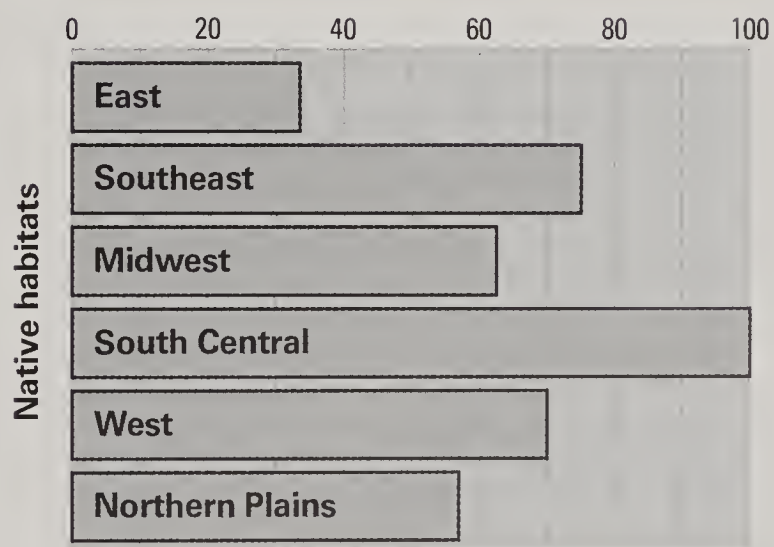 0 20 40 60 80 100
East
Southeast
Midwest
South Central
West
Northern Plains
Native habitats